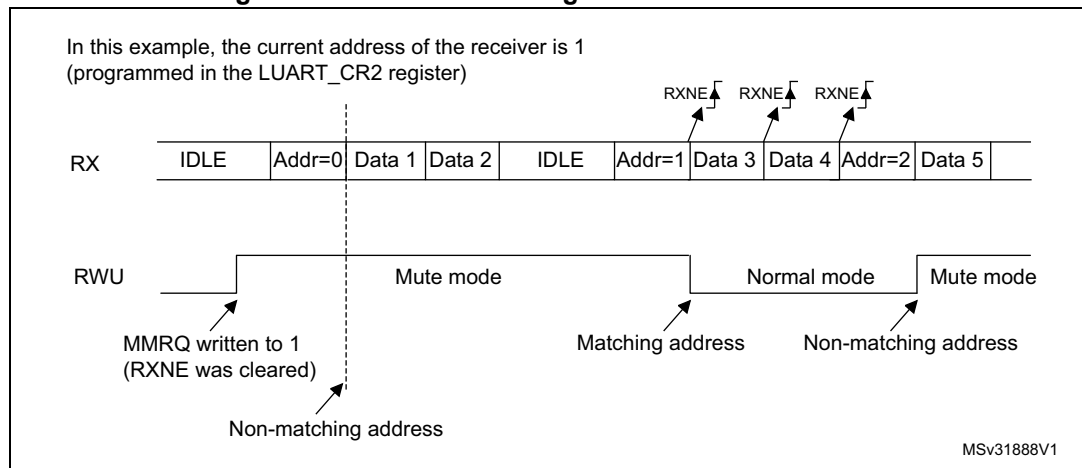 In this example, the current address of the receiver is 1
(programmed in the LUART_CR2 register)
RXNE RXNE RXNE
RX IDLE Addr=0 Data 1 Data 2 IDLE Addr=1 Data 3 Data 4 Addr=2 Data 5
RWU Mute mode Normal mode Mute mode
MMRQ written to 1 Matching address Non-matching address
(RXNE was cleared)
Non-matching address
MSv31888V1